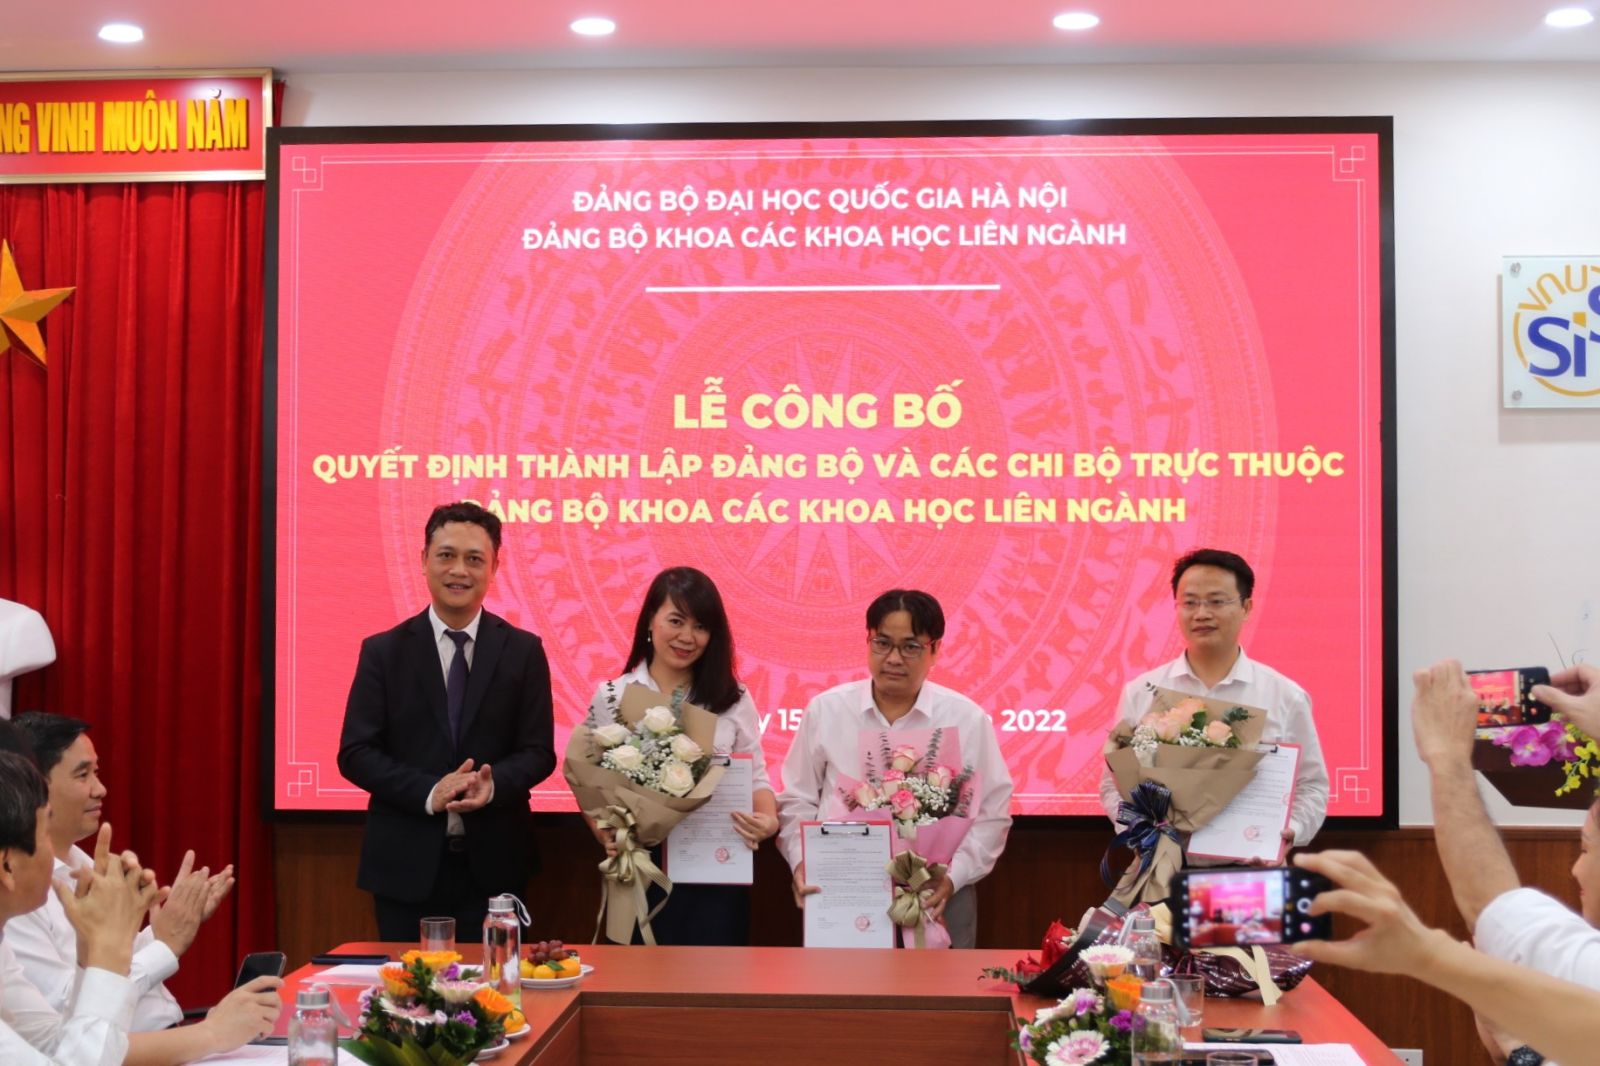 NG VINH MUÔN NĂM
ĐẢNG BỘ ĐẠI HỌC QUỐC GIA HÀ NỘI
ĐẢNG BỘ KHOA CÁC KHOA HỌC LIÊN NGÀNH
LỄ CÔNG BỐ
QUYẾT ĐỊNH THÀNH LẬP ĐẢNG BỘ VÀ CÁC CHI BỘ TRỰC THUỘC
ĐẢNG BỘ KHOA CÁC KHOA HỌC LIÊN NGÀNH
15
2022
VNU
SiS